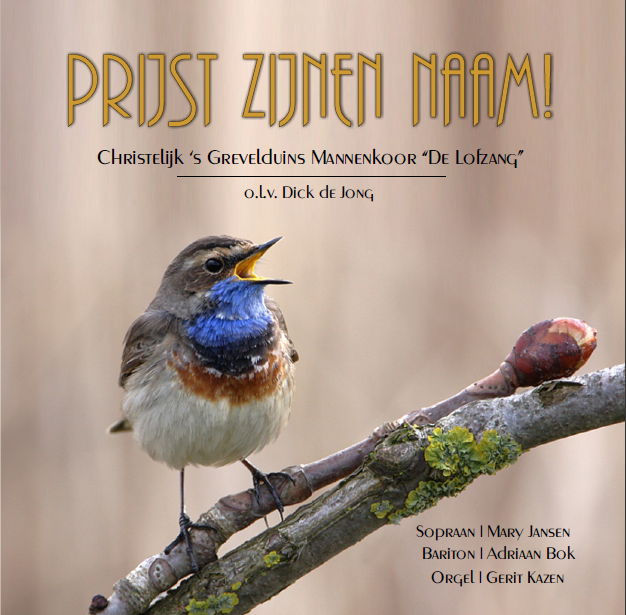 PRIJST ZIJNEN NAAM!
Christelijk ‘s Grevelduins Mannenkoor “De Lofzang”
o.l.v. Dick de Jong
Sopraan | Mary Jansen
Bariton | Adriaan Bok
Orgel | Gerit Kazen